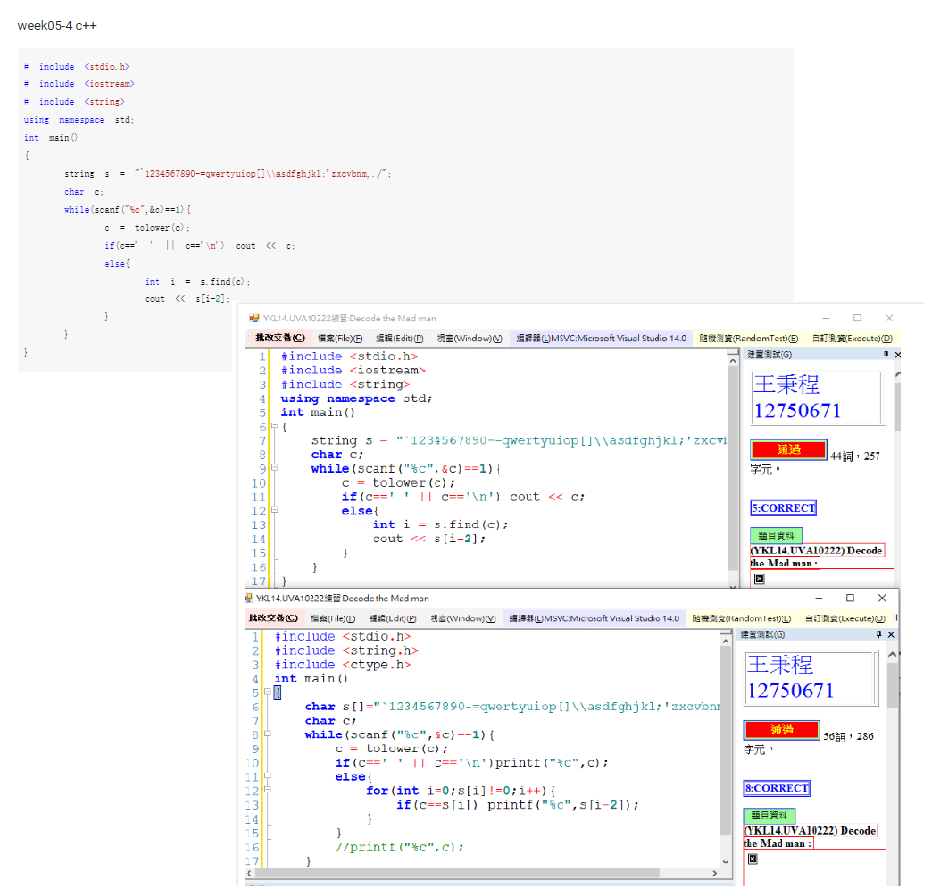 week05-4 c++
# include <stdio.h>
# include <iostream>
# include <string>
using namespace std;
int main()
{
string s = "`1234567890-=qwertyuiop[]\\asdfghjkl;'zxcvbnm,./";
char c;
while(scanf("%c",&c)==1){
c = tolower(c);
if(c==' ' || c=='\n') cout << c;
else{
int i = s.find(c);
cout << s[i-2];
}
}
}
YKL14.UVA10222練習:Decode the Mad man
批改交卷(C) 檔案(File)(F) 編輯(Edit)(P) 視窗(Window)(V) 編譯器(L)MSVC:Microsoft Visual Studio 14.0 隨機測資(RandomTest)(E) 自訂測資(Execute)(D)
1 #include <stdio.h>
2 #include <iostream>
3 #include <string>
4 using namespace std;
5 int main()
6 {
7 string s = "`1234567890-=qwertyuiop[]\\asdfghjkl;'zxcvb
8 char c;
9 while(scanf("%c",&c)==1){
10 c = tolower(c);
11 if(c==' ' || c=='\n') cout << c;
12 else{
13 int i = s.find(c);
14 cout << s[i-2];
15 }
16 }
17 }
建置測試(G)
王秉程
12750671
通過 44詞，257
字元，
5:CORRECT
題目資料
(YKL14.UVA10222) Decode
the Mad man :
YKL14.UVA10222練習:Decode the Mad man
批改交卷(C) 檔案(File)(F) 編輯(Edit)(P) 視窗(Window)(V) 編譯器(L)MSVC:Microsoft Visual Studio 14.0 隨機測資(RandomTest)(E) 自訂測資(Execute)(D)
1 #include <stdio.h>
2 #include <string.h>
3 #include <ctype.h>
4 int main()
5 {
6 char s[]="`1234567890-=qwertyuiop[]\\asdfghjkl;'zxcvbn
7 char c;
8 while(scanf("%c",&c)==1){
9 c = tolower(c);
10 if(c==' ' || c=='\n')printf("%c",c);
11 else{
12 for(int i=0;s[i]!=0;i++){
13 if(c==s[i]) printf("%c",s[i-2]);
14 }
15 }
16 //printf("%c",c);
17 }
建置測試(G)
王秉程
12750671
通過 56詞，286
字元，
8:CORRECT
題目資料
(YKL14.UVA10222) Decode
the Mad man :